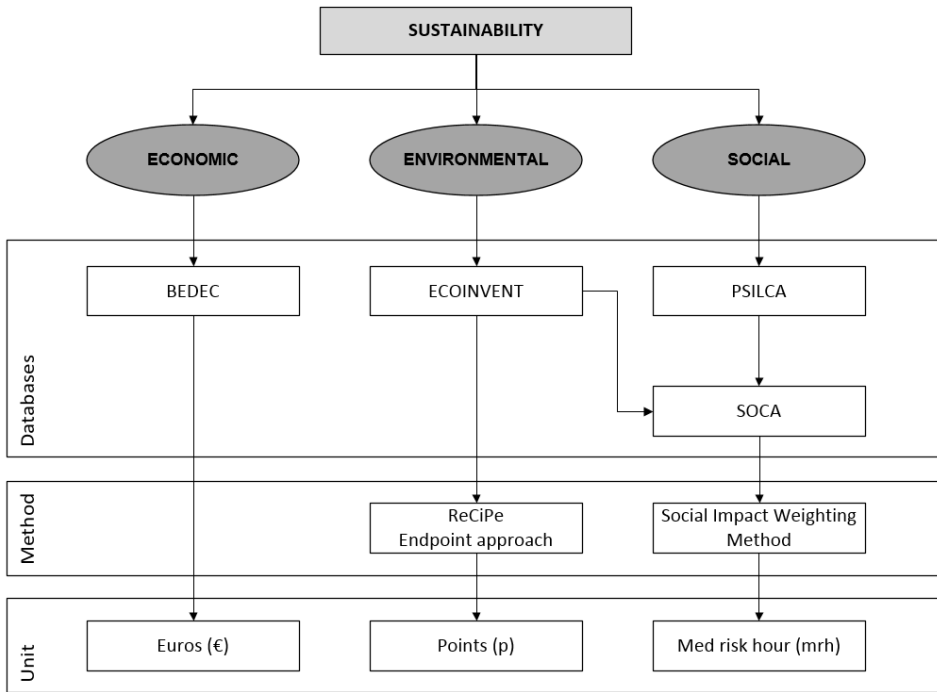 SUSTAINABILITY
ECONOMIC
ENVIRONMENTAL
SOCIAL
Databases
BEDEC
ECOINVENT
PSILCA
SOCA
Method
ReCiPe
Endpoint approach
Social Impact Weighting
Method
Unit
Euros (€)
Points (p)
Med risk hour (mrh)